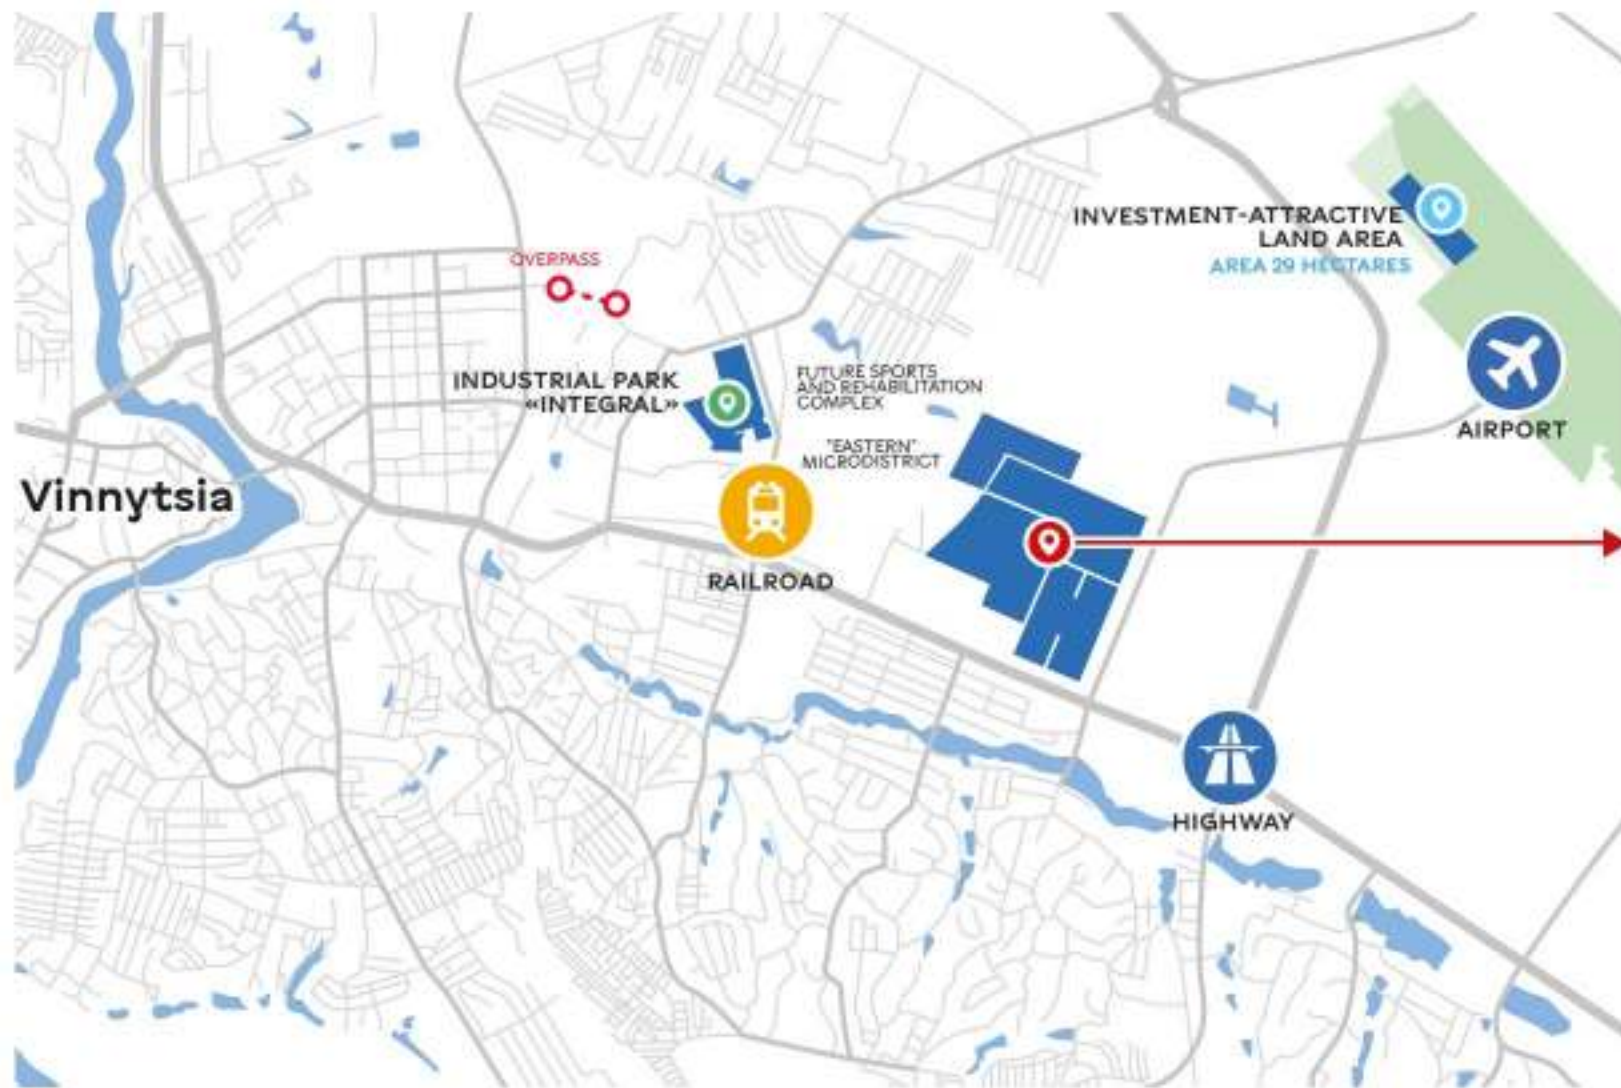 INVESTMENT-ATTRACTIVE
LAND AREA
AREA 29 HECTARES
OVERPASS
INDUSTRIAL PARK
«INTEGRAL»
FUTURE SPORTS
AND REHABILITATION
COMPLEX
"EASTERN"
MICRODISTRICT
AIRPORT
Vinnytsia
RAILROAD
HIGHWAY